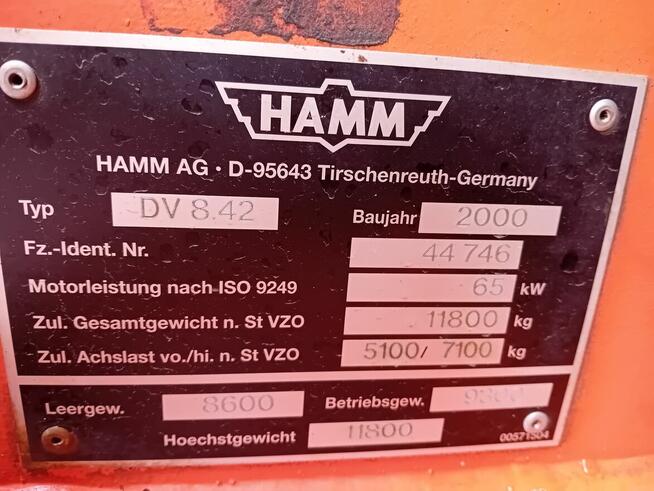 HAMM
HAMM AG · D-95643 Tirschenreuth-Germany
Typ DV 8.42 Baujahr 2000
Fz.-Ident. Nr. 44 746
Motorleistung nach ISO 9249 65 kW
Zul. Gesamtgewicht n. St VZO 11800 kg
Zul. Achslast vo./hi. n. St VZO 5100/ 7100 kg
Leergew. 8600 Betriebsgew. 9300
Hoechstgewicht 11800 00571504